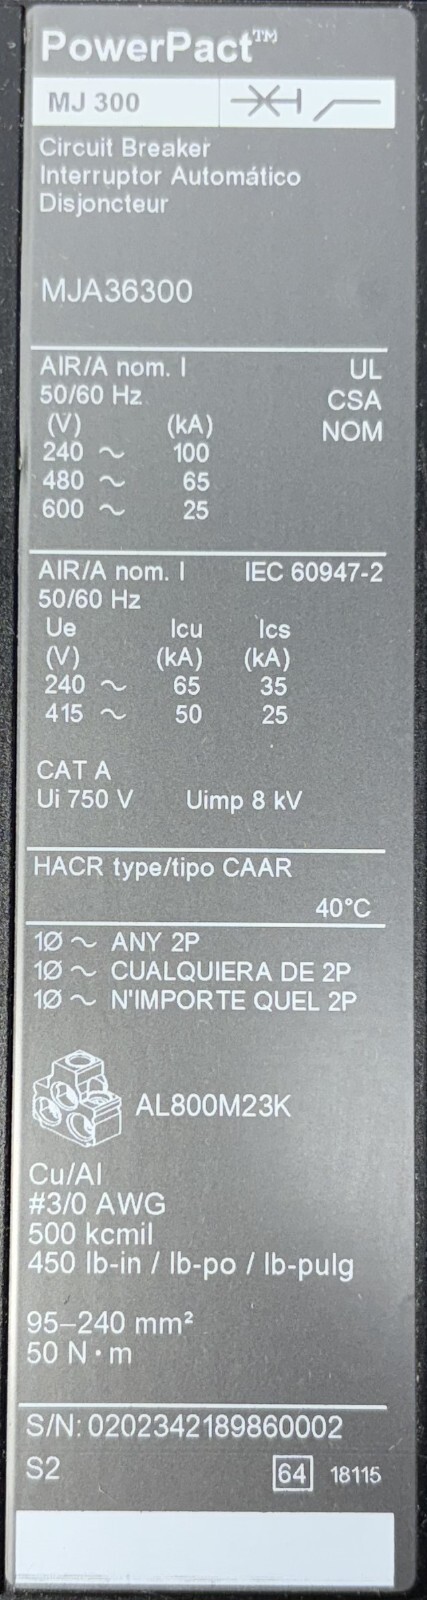 PowerPact™
MJ 300
Circuit Breaker
Interruptor Automático
Disjoncteur
MJA36300
AIR/A nom. I UL
50/60 Hz CSA
(V) (kA) NOM
240 ~ 100
480 ~ 65
600 ~ 25
AIR/A nom. I IEC 60947-2
50/60 Hz
Ue Icu Ics
(V) (kA) (kA)
240 ~ 65 35
415 ~ 50 25
CAT A
Ui 750 V Uimp 8 kV
HACR type/tipo CAAR
40°C
1Ø ~ ANY 2P
1Ø ~ CUALQUIERA DE 2P
1Ø ~ N'IMPORTE QUEL 2P
AL800M23K
Cu/Al
#3/0 AWG
500 kcmil
450 lb-in / lb-po / lb-pulg
95–240 mm²
50 N·m
S/N: 0202342189860002
S2 64 18115